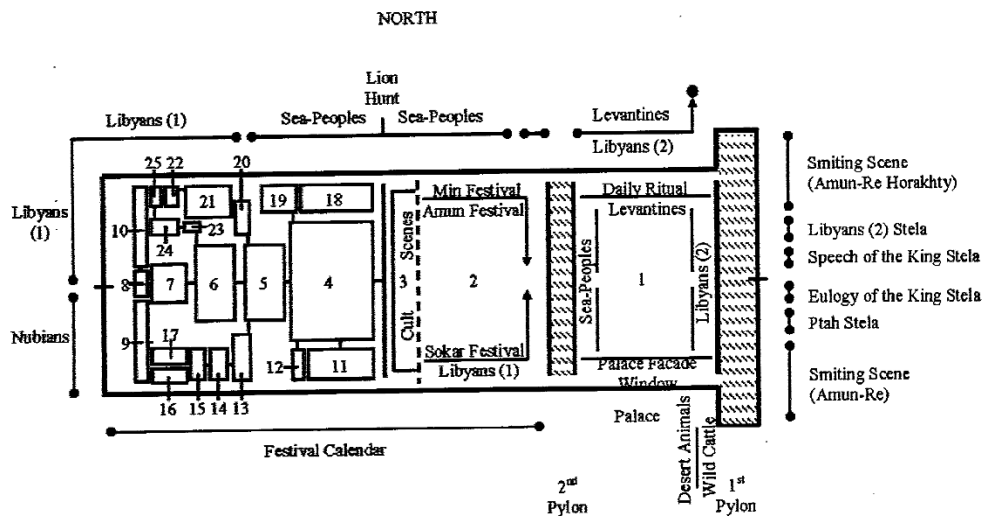 NORTH
Lion
Hunt
Libyans (1)
Sea-Peoples
Sea-Peoples
Levantines
Libyans (2)
25 22
20
21
19
18
10
24
23
8
7
6
5
4
3
2
1
9
17
16
15
14
13
12
11
Libyans
(1)
Nubians
Cult Scenes
Min Festival
Amun Festival
Sokar Festival
Libyans (1)
Daily Ritual
Levantines
Sea-Peoples
Libyans (2)
Palace Facade
Window
Palace
Desert Animals
Wild Cattle
Smiting Scene
(Amun-Re Horakhty)
Libyans (2) Stela
Speech of the King Stela
Eulogy of the King Stela
Ptah Stela
Smiting Scene
(Amun-Re)
Festival Calendar
2nd
Pylon
1st
Pylon